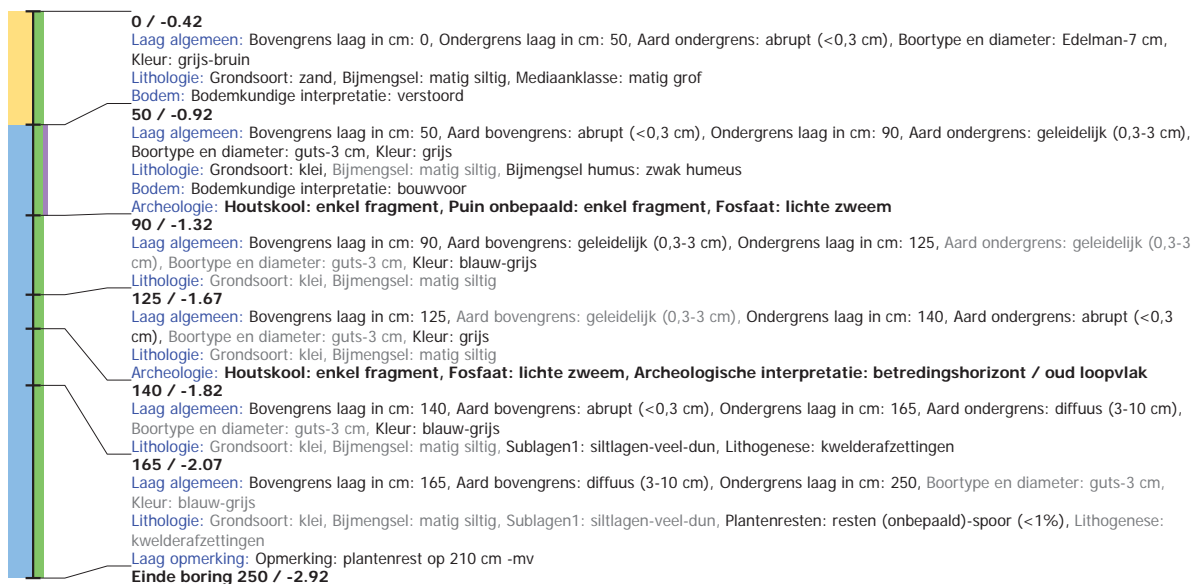 0 / -0.42
Laag algemeen: Bovengrens laag in cm: 0, Ondergrens laag in cm: 50, Aard ondergrens: abrupt (<0,3 cm), Boortype en diameter: Edelman-7 cm,
Kleur: grijs-bruin
Lithologie: Grondsoort: zand, Bijmengsel: matig siltig, Mediaanklasse: matig grof
Bodem: Bodemkundige interpretatie: verstoord
50 / -0.92
Laag algemeen: Bovengrens laag in cm: 50, Aard bovengrens: abrupt (<0,3 cm), Ondergrens laag in cm: 90, Aard ondergrens: geleidelijk (0,3-3 cm),
Boortype en diameter: guts-3 cm, Kleur: grijs
Lithologie: Grondsoort: klei, Bijmengsel: matig siltig, Bijmengsel humus: zwak humeus
Bodem: Bodemkundige interpretatie: bouwvoor
Archeologie: Houtskool: enkel fragment, Puin onbepaald: enkel fragment, Fosfaat: lichte zweem
90 / -1.32
Laag algemeen: Bovengrens laag in cm: 90, Aard bovengrens: geleidelijk (0,3-3 cm), Ondergrens laag in cm: 125, Aard ondergrens: geleidelijk (0,3-3
cm), Boortype en diameter: guts-3 cm, Kleur: blauw-grijs
Lithologie: Grondsoort: klei, Bijmengsel: matig siltig
125 / -1.67
Laag algemeen: Bovengrens laag in cm: 125, Aard bovengrens: geleidelijk (0,3-3 cm), Ondergrens laag in cm: 140, Aard ondergrens: abrupt (<0,3
cm), Boortype en diameter: guts-3 cm, Kleur: grijs
Lithologie: Grondsoort: klei, Bijmengsel: matig siltig
Archeologie: Houtskool: enkel fragment, Fosfaat: lichte zweem, Archeologische interpretatie: betredingshorizont / oud loopvlak
140 / -1.82
Laag algemeen: Bovengrens laag in cm: 140, Aard bovengrens: abrupt (<0,3 cm), Ondergrens laag in cm: 165, Aard ondergrens: diffuus (3-10 cm),
Boortype en diameter: guts-3 cm, Kleur: blauw-grijs
Lithologie: Grondsoort: klei, Bijmengsel: matig siltig, Sublagen1: siltlagen-veel-dun, Lithogenese: kwelderafzettingen
165 / -2.07
Laag algemeen: Bovengrens laag in cm: 165, Aard bovengrens: diffuus (3-10 cm), Ondergrens laag in cm: 250, Boortype en diameter: guts-3 cm,
Kleur: blauw-grijs
Lithologie: Grondsoort: klei, Bijmengsel: matig siltig, Sublagen1: siltlagen-veel-dun, Plantenresten: resten (onbepaald)-spoor (<1%), Lithogenese:
kwelderafzettingen
Laag opmerking: Opmerking: plantenrest op 210 cm -mv
Einde boring 250 / -2.92